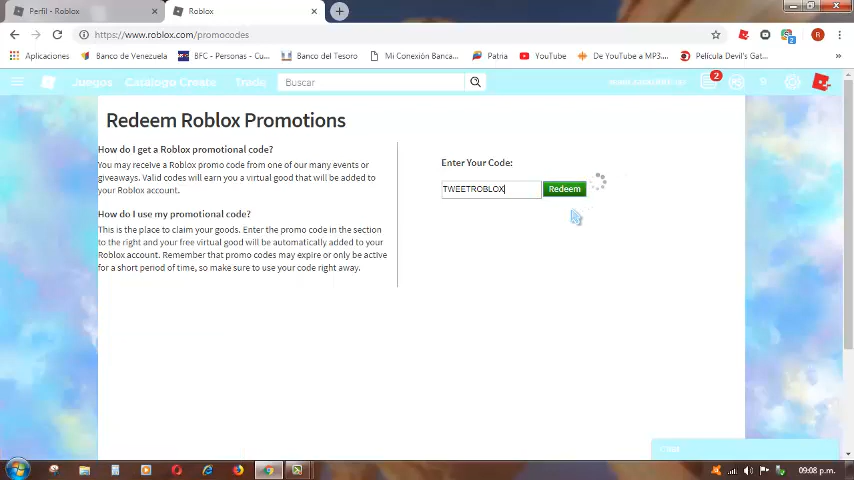 Perfil - Roblox
Roblox
https://www.roblox.com/promocodes
R
Aplicaciones
Banco de Venezuela
BFC - Personas - Cu...
Banco del Tesoro
Mi Conexión Banca...
Patria
YouTube
De YouTube a MP3...
Película Devil's Gat...
Juegos
Catálogo Create
Trade
Buscar
2
Redeem Roblox Promotions
How do I get a Roblox promotional code?
You may receive a Roblox promo code from one of our many events or
giveaways. Valid codes will earn you a virtual good that will be added to
your Roblox account.
How do I use my promotional code?
This is the place to claim your goods. Enter the promo code in the section
to the right and your free virtual good will be automatically added to your
Roblox account. Remember that promo codes may expire or only be active
for a short period of time, so make sure to use your code right away.
Enter Your Code:
TWEETROBLOX
Redeem
Chat
09:08 p.m.